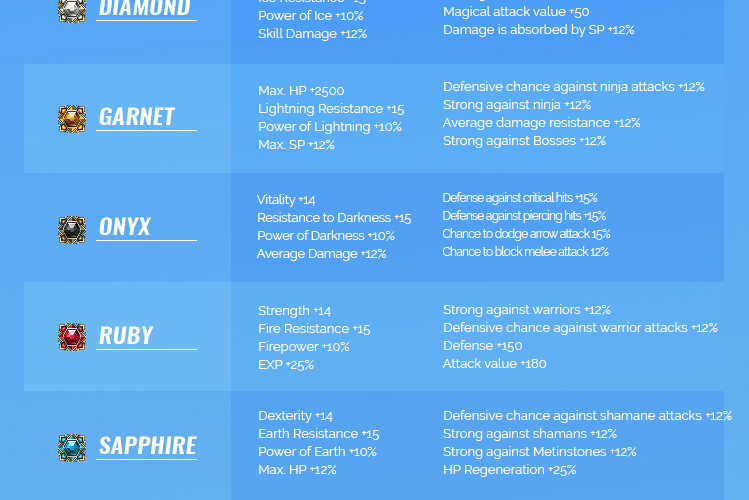 DIAMOND
Power of Ice +10%
Skill Damage +12%
Magical attack value +50
Damage is absorbed by SP +12%
GARNET
Max. HP +2500
Lightning Resistance +15
Power of Lightning +10%
Max. SP +12%
Defensive chance against ninja attacks +12%
Strong against ninja +12%
Average damage resistance +12%
Strong against Bosses +12%
ONYX
Vitality +14
Resistance to Darkness +15
Power of Darkness +10%
Average Damage +12%
Defense against critical hits +15%
Defense against piercing hits +15%
Chance to dodge arrow attack 15%
Chance to block melee attack 12%
RUBY
Strength +14
Fire Resistance +15
Firepower +10%
EXP +25%
Strong against warriors +12%
Defensive chance against warrior attacks +12%
Defense +150
Attack value +180
SAPPHIRE
Dexterity +14
Earth Resistance +15
Power of Earth +10%
Max. HP +12%
Defensive chance against shamane attacks +12%
Strong against shamans +12%
Strong against Metinstones +12%
HP Regeneration +25%